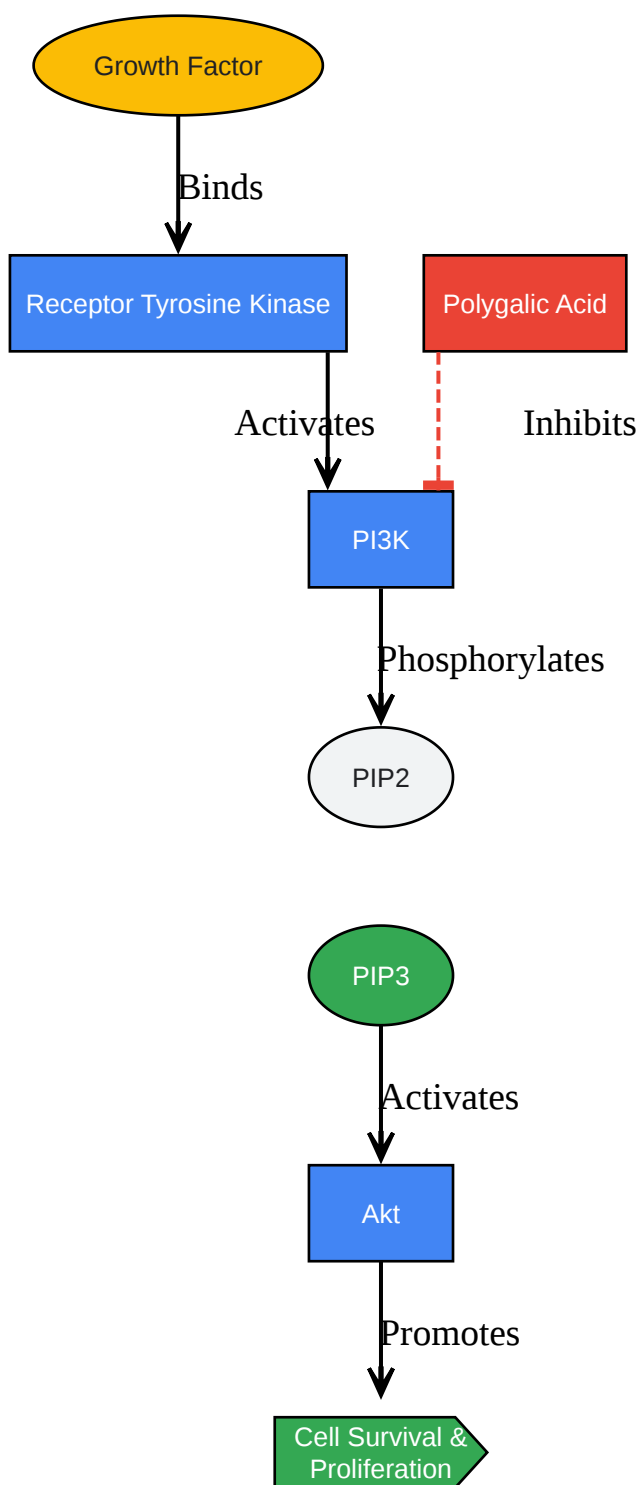 Growth Factor
Binds
Receptor Tyrosine Kinase
Polygalic Acid
Activates
Inhibits
PI3K
Phosphorylates
PIP2
PIP3
Activates
Akt
Promotes
Cell Survival &
Proliferation